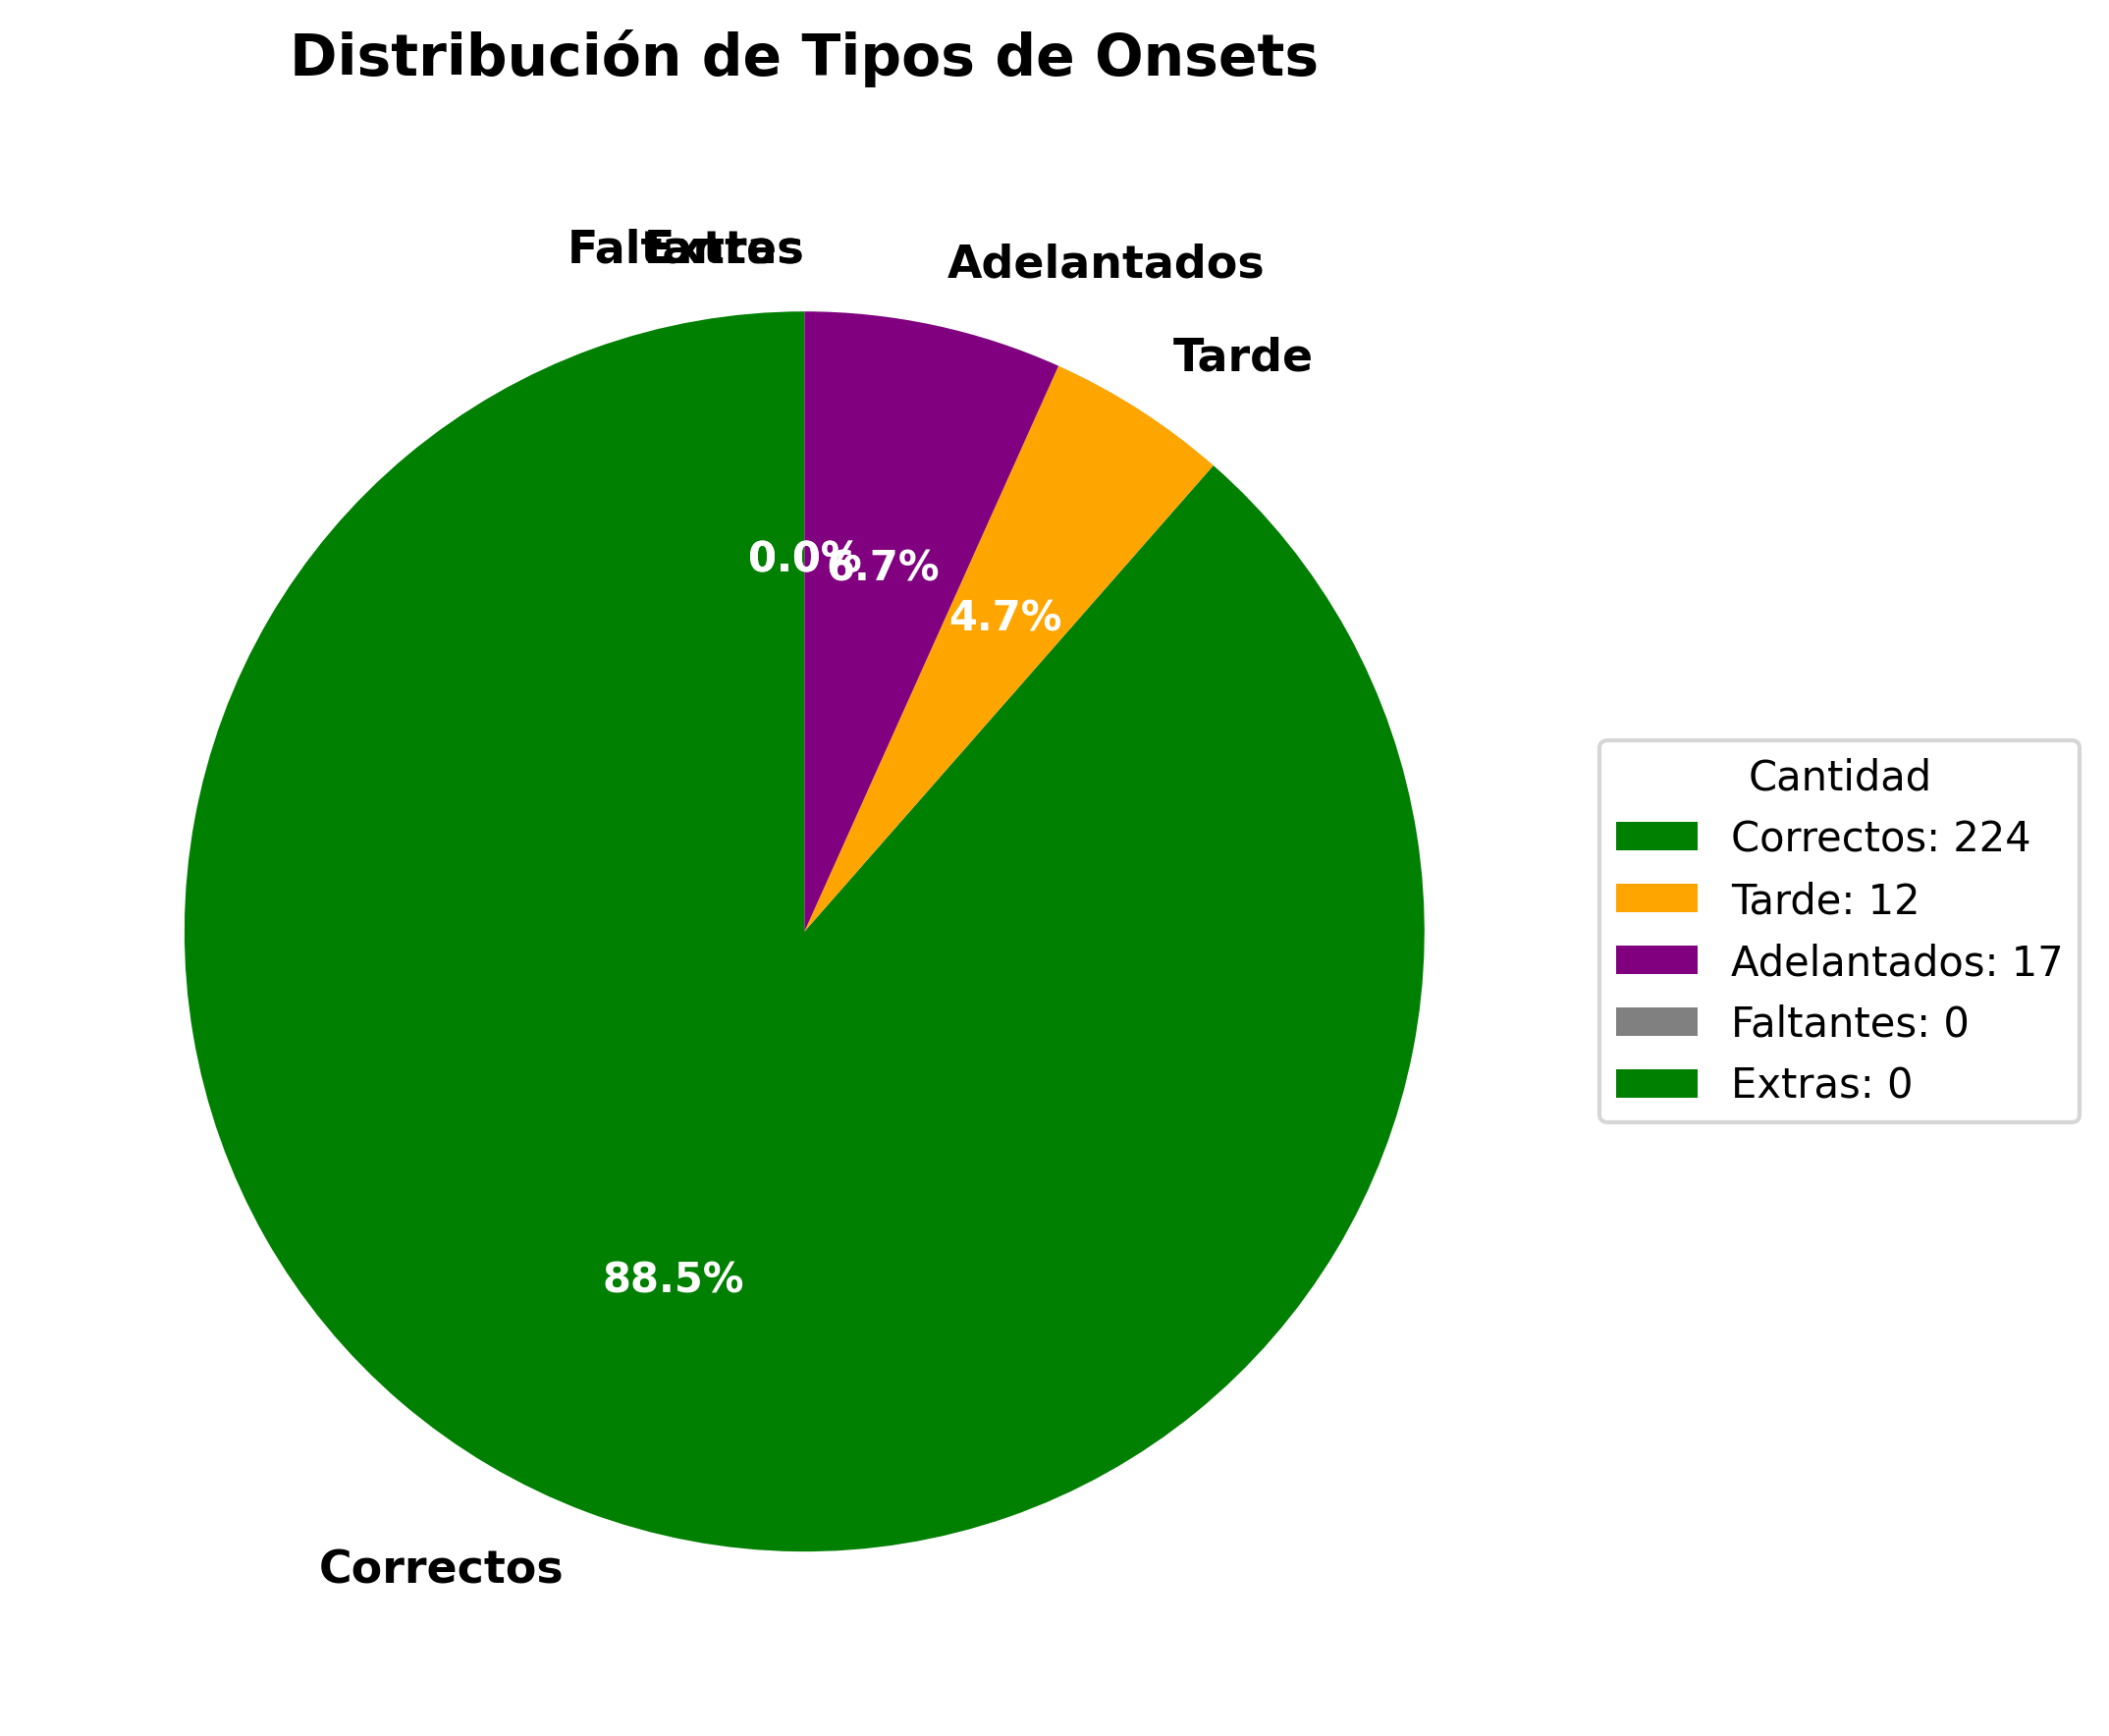 Distribución de Tipos de Onsets
Faltantes
Extras
Adelantados
Tarde
0.0%
6.7%
4.7%
88.5%
Correctos
Cantidad
Correctos: 224
Tarde: 12
Adelantados: 17
Faltantes: 0
Extras: 0